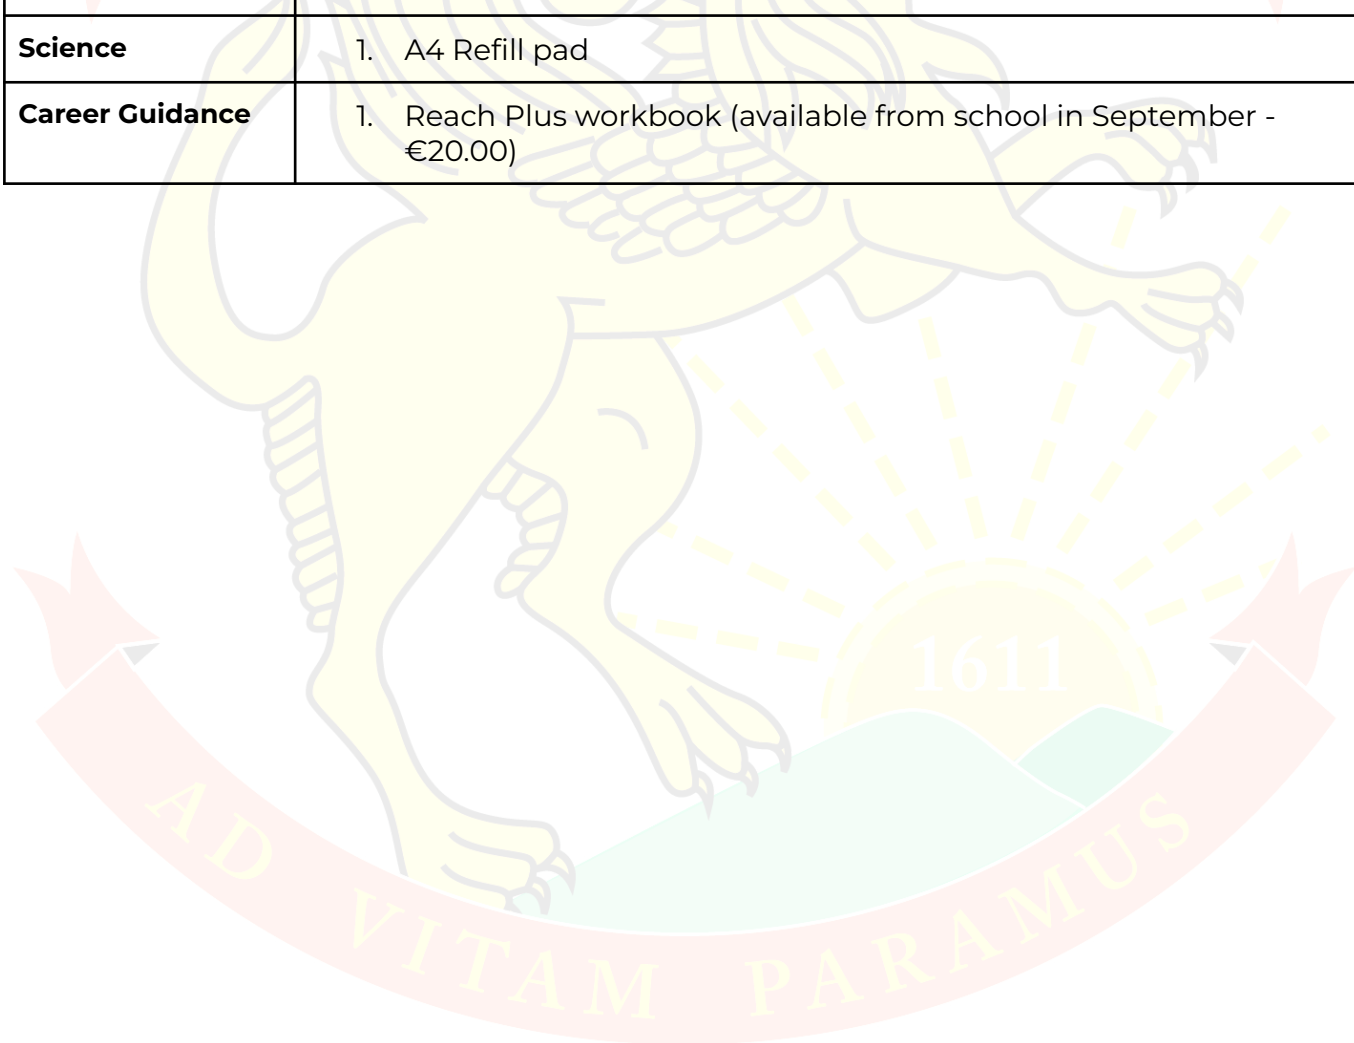 Science
1. A4 Refill pad
Career Guidance
1. Reach Plus workbook (available from school in September -
€20.00)
1611
AD VITAM PARAMUS